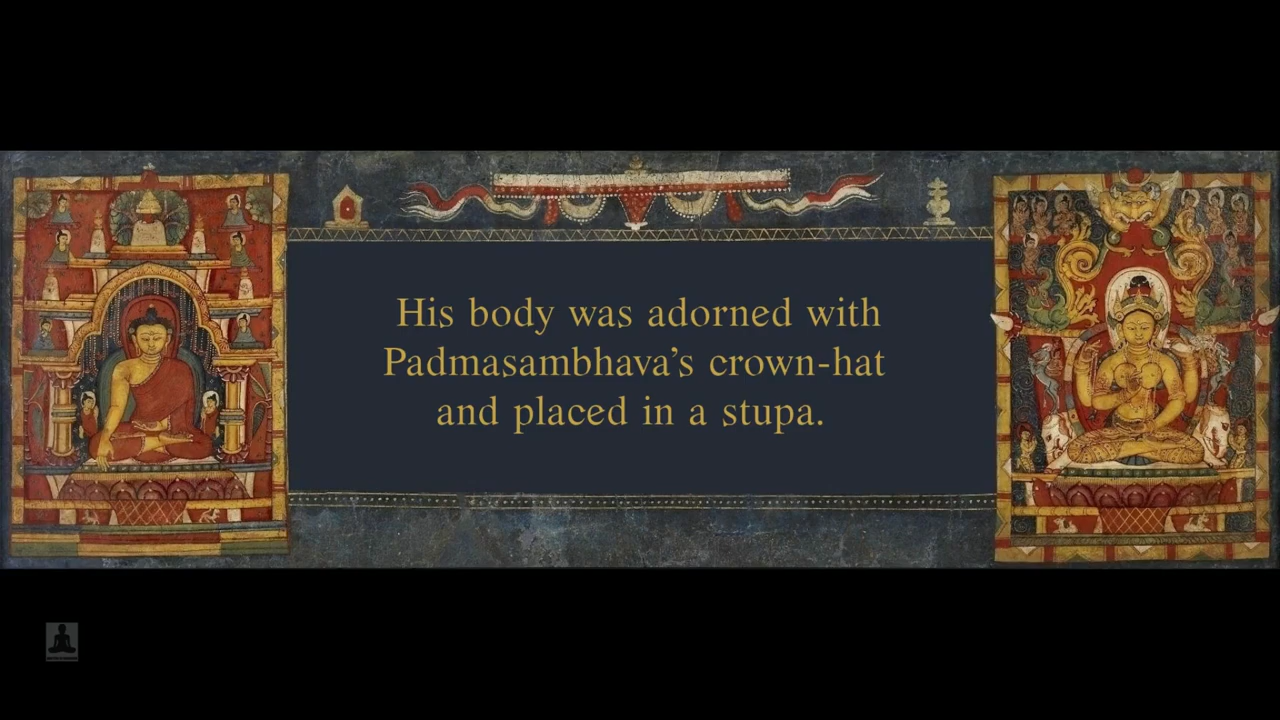 His body was adorned with
Padmasambhava’s crown-hat
and placed in a stupa.